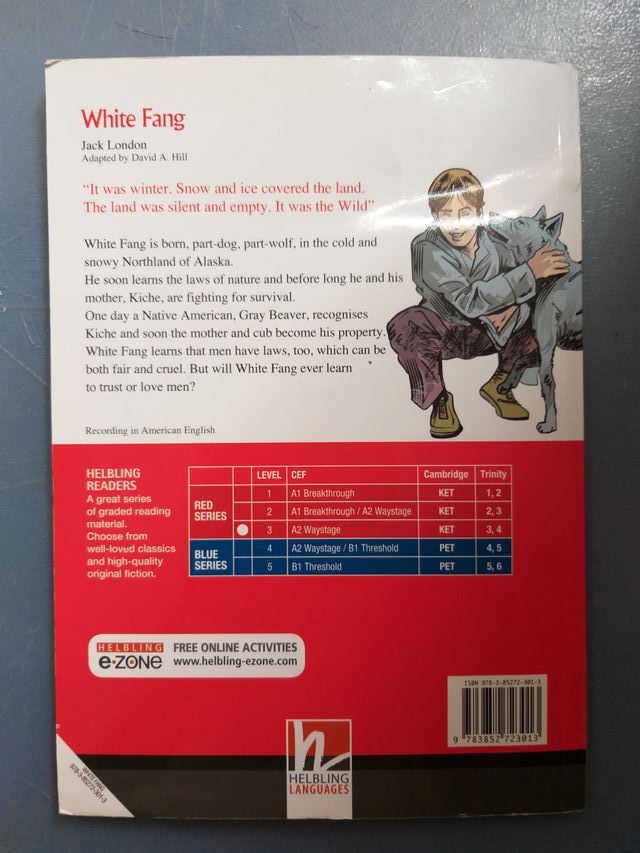 White Fang
Jack London
Adapted by David A. Hill
“It was winter. Snow and ice covered the land.
The land was silent and empty. It was the Wild”
White Fang is born, part-dog, part-wolf, in the cold and
snowy Northland of Alaska.
He soon learns the laws of nature and before long he and his
mother, Kiche, are fighting for survival.
One day a Native American, Gray Beaver, recognises
Kiche and soon the mother and cub become his property.
White Fang learns that men have laws, too, which can be
both fair and cruel. But will White Fang ever learn
to trust or love men?
Recording in American English
HELBLING
READERS
A great series
of graded reading
material.
Choose from
well-loved classics
and high-quality
original fiction.
LEVEL CEF Cambridge Trinity
RED
SERIES
1 A1 Breakthrough KET 1, 2
2 A1 Breakthrough / A2 Waystage KET 2, 3
3 A2 Waystage KET 3, 4
BLUE
SERIES
4 A2 Waystage / B1 Threshold PET 4, 5
5 B1 Threshold PET 5, 6
HELBLING
e·zone
FREE ONLINE ACTIVITIES
www.helbling-ezone.com
ISBN 978-3-85272-301-3
9 783852 723013
h
HELBLING
LANGUAGES
WHITE FANG
978-3-85272-301-3